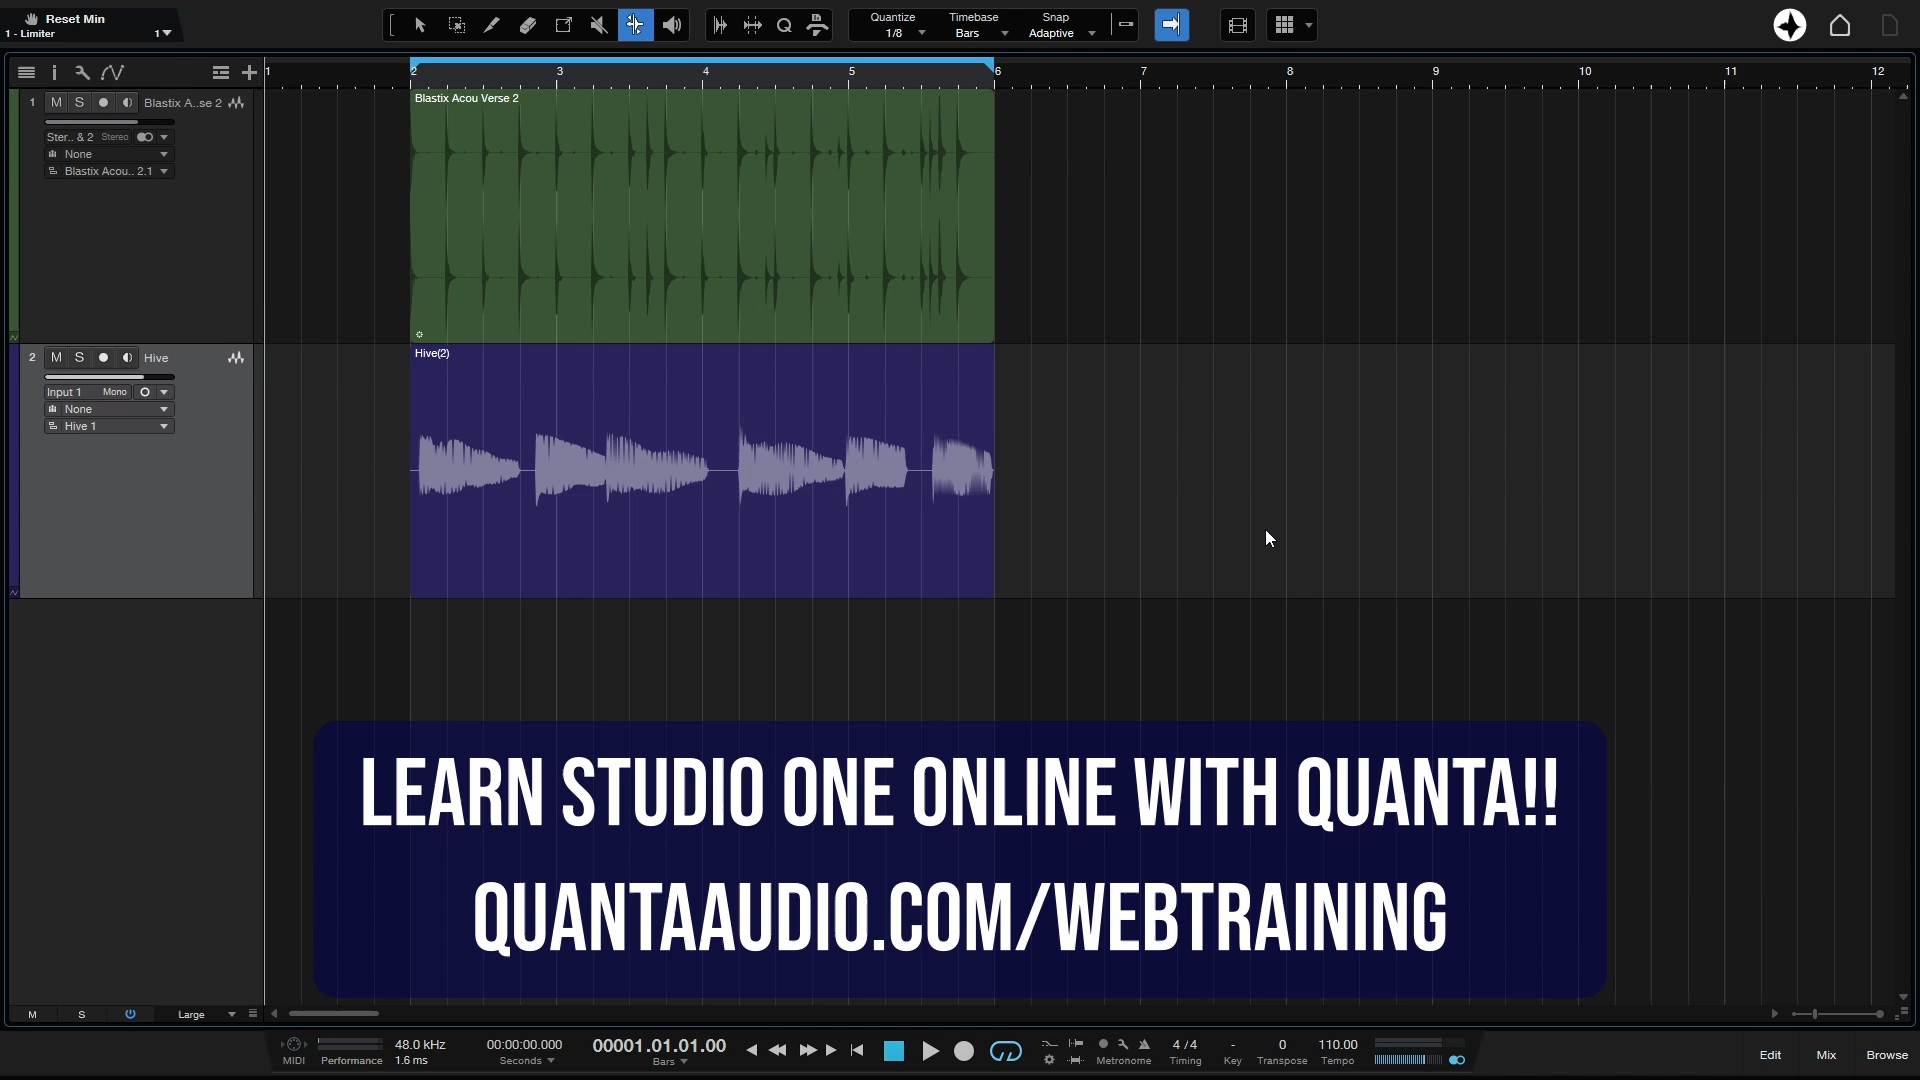 Reset Min
1 - Limiter
1
Quantize
1/8
Timebase
Bars
Snap
Adaptive
1
2
3
4
5
6
7
8
9
10
11
12
1
M
S
Blastix A..se 2
Ster.. & 2
Stereo
None
Blastix Acou.. 2.1
Blastix Acou Verse 2
2
M
S
Hive
Input 1
Mono
None
Hive 1
Hive(2)
LEARN STUDIO ONE ONLINE WITH QUANTA!!
QUANTAAUDIO.COM/WEBTRAINING
M
S
Large
MIDI
Performance
48.0 kHz
1.6 ms
00:00:00.000
Seconds
00001.01.01.00
Bars
Metronome
4 / 4
Timing
-
Key
0
Transpose
110.00
Tempo
Edit
Mix
Browse